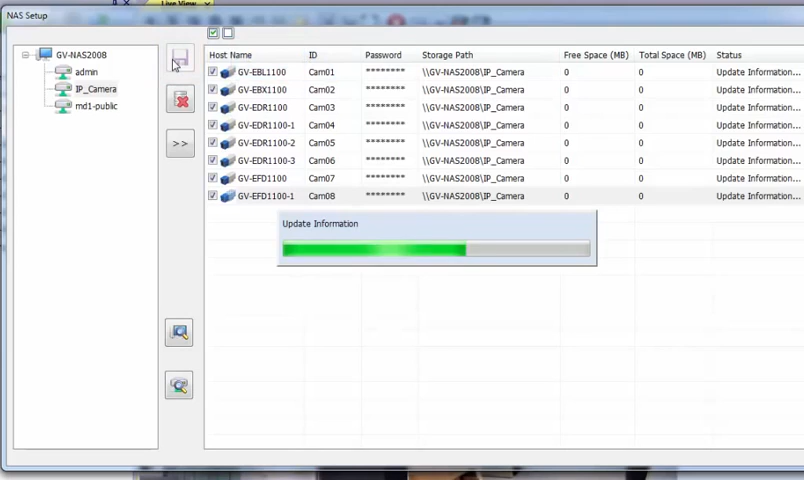 Live View
NAS Setup
GV-NAS2008
admin
IP_Camera
md1-public
>>
Host Name ID Password Storage Path Free Space (MB) Total Space (MB) Status
GV-EBL1100 Cam01 ******** \\GV-NAS2008\IP_Camera 0 0 Update Information...
GV-EBX1100 Cam02 ******** \\GV-NAS2008\IP_Camera 0 0 Update Information...
GV-EDR1100 Cam03 ******** \\GV-NAS2008\IP_Camera 0 0 Update Information...
GV-EDR1100-1 Cam04 ******** \\GV-NAS2008\IP_Camera 0 0 Update Information...
GV-EDR1100-2 Cam05 ******** \\GV-NAS2008\IP_Camera 0 0 Update Information...
GV-EDR1100-3 Cam06 ******** \\GV-NAS2008\IP_Camera 0 0 Update Information...
GV-EFD1100 Cam07 ******** \\GV-NAS2008\IP_Camera 0 0 Update Information...
GV-EFD1100-1 Cam08 ******** \\GV-NAS2008\IP_Camera 0 0 Update Information...
Update Information